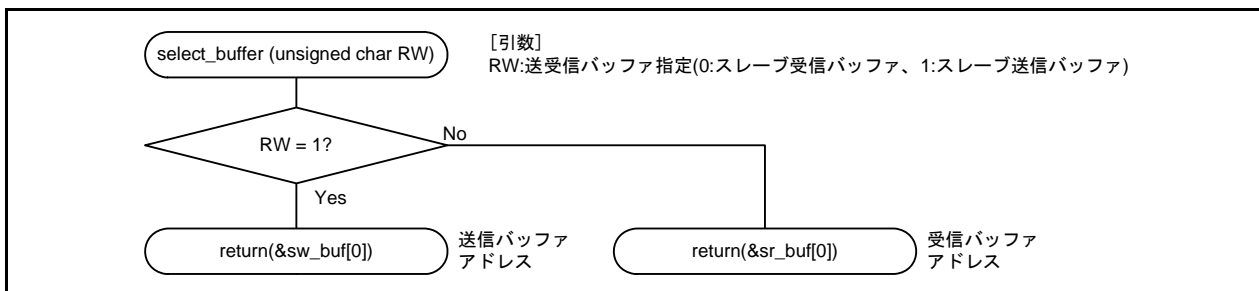 select_buffer (unsigned char RW)
[引数]
RW:送受信バッファ指定(0:スレーブ受信バッファ、1:スレーブ送信バッファ)
RW = 1?
No
Yes
return(&sw_buf[0])
送信バッファ
アドレス
return(&sr_buf[0])
受信バッファ
アドレス